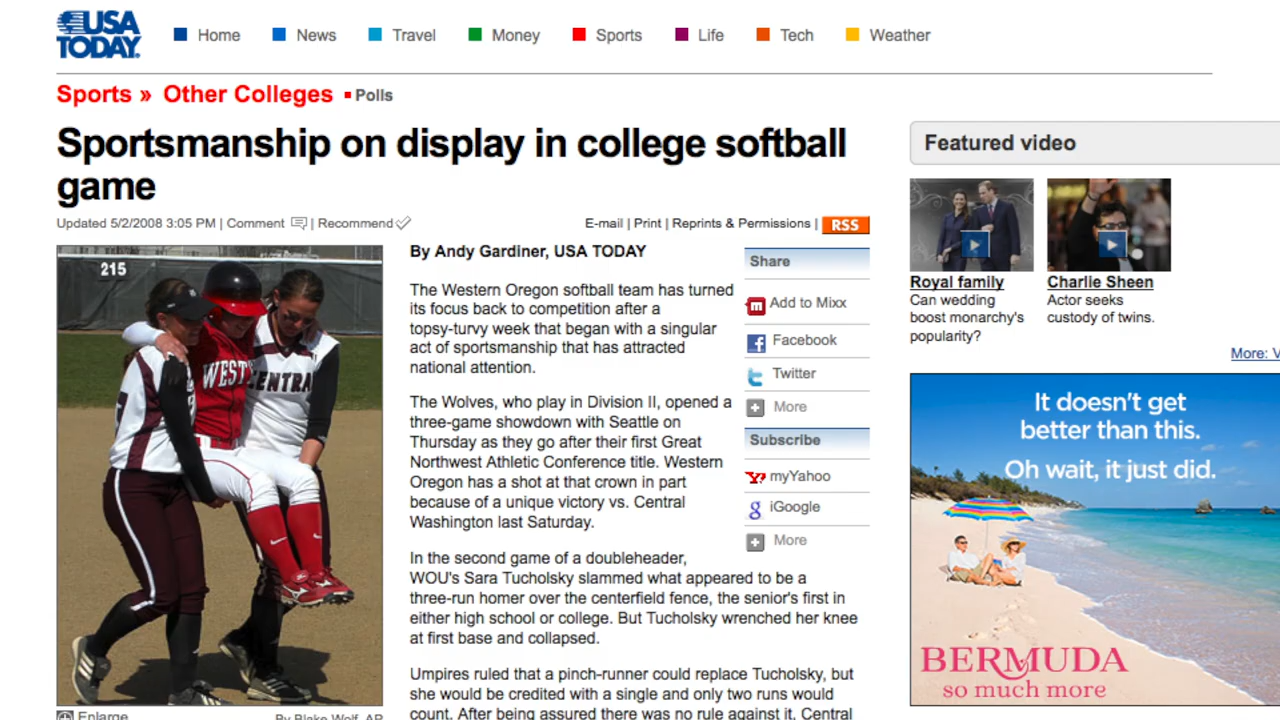 USA
TODAY
Home
News
Travel
Money
Sports
Life
Tech
Weather
Sports » Other Colleges Polls
Sportsmanship on display in college softball
game
Updated 5/2/2008 3:05 PM | Comment | Recommend
E-mail | Print | Reprints & Permissions | RSS
215
WEST
CENTRA
Enlarge
By Blake Wolf, AP
By Andy Gardiner, USA TODAY
The Western Oregon softball team has turned
its focus back to competition after a
topsy-turvy week that began with a singular
act of sportsmanship that has attracted
national attention.
The Wolves, who play in Division II, opened a
three-game showdown with Seattle on
Thursday as they go after their first Great
Northwest Athletic Conference title. Western
Oregon has a shot at that crown in part
because of a unique victory vs. Central
Washington last Saturday.
In the second game of a doubleheader,
WOU's Sara Tucholsky slammed what appeared to be a
three-run homer over the centerfield fence, the senior's first in
either high school or college. But Tucholsky wrenched her knee
at first base and collapsed.
Umpires ruled that a pinch-runner could replace Tucholsky, but
she would be credited with a single and only two runs would
count. After being assured there was no rule against it, Central
Share
Add to Mixx
Facebook
Twitter
More
Subscribe
myYahoo
iGoogle
More
Featured video
Royal family
Can wedding
boost monarchy's
popularity?
Charlie Sheen
Actor seeks
custody of twins.
More: V
It doesn't get
better than this.
Oh wait, it just did.
BERMUDA
so much more